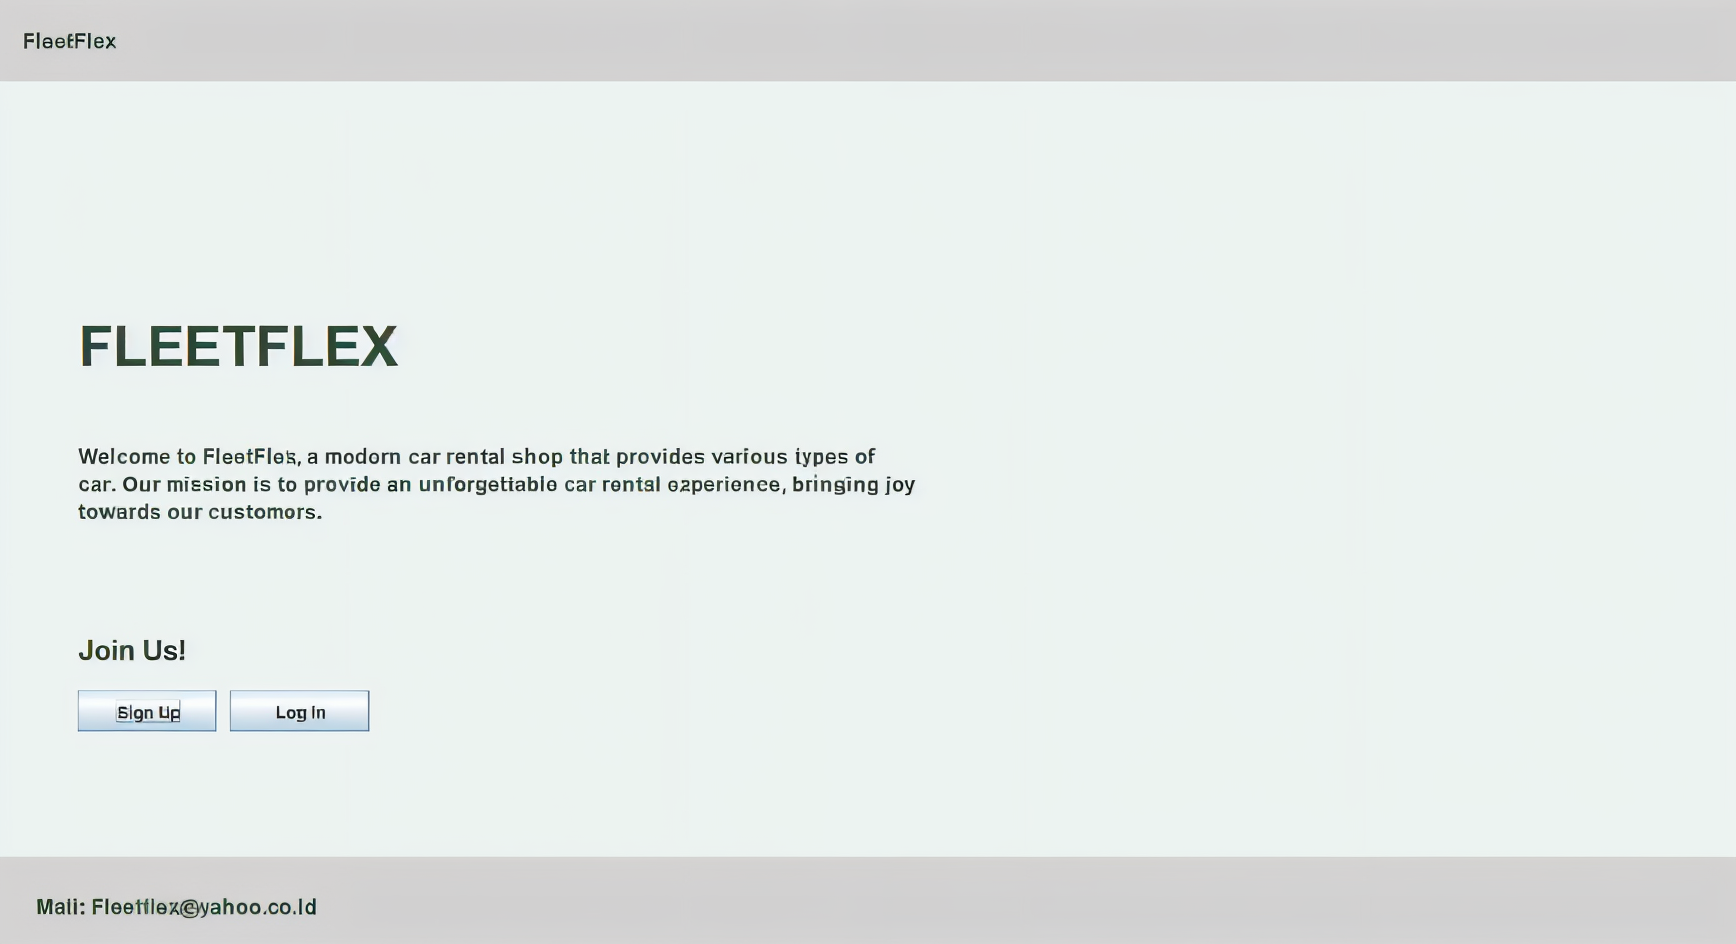 FleetFlex
FLEETFLEX
Welcome to FleetFlex, a modern car rental shop that provides various types of
car. Our mission is to provide an unforgettable car rental experience, bringing joy
towards our customers.
Join Us!
Sign Up
Log In
Mail: Fleetflex@yahoo.co.id